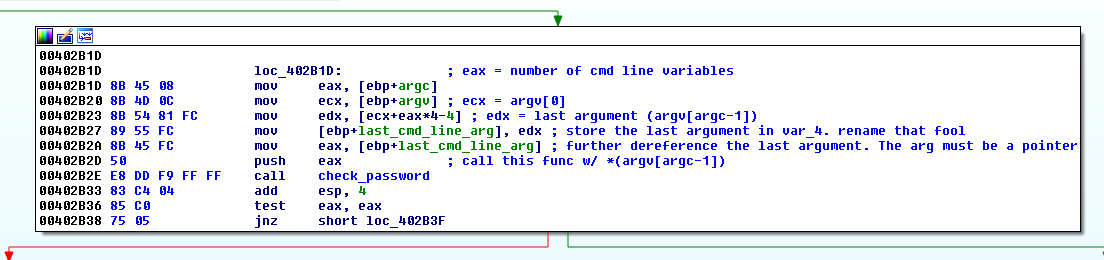 00402B1D
00402B1D loc_402B1D: ; eax = number of cmd line variables
00402B1D 8B 45 08 mov eax, [ebp+argc]
00402B20 8B 4D 0C mov ecx, [ebp+argv] ; ecx = argv[0]
00402B23 8B 54 81 FC mov edx, [ecx+eax*4-4] ; edx = last argument (argv[argc-1])
00402B27 89 55 FC mov [ebp+last_cmd_line_arg], edx ; store the last argument in var_4. rename that fool
00402B2A 8B 45 FC mov eax, [ebp+last_cmd_line_arg] ; further dereference the last argument. The arg must be a pointer
00402B2D 50 push eax ; call this func w/ *(argv[argc-1])
00402B2E E8 DD F9 FF FF call check_password
00402B33 83 C4 04 add esp, 4
00402B36 85 C0 test eax, eax
00402B38 75 05 jnz short loc_402B3F